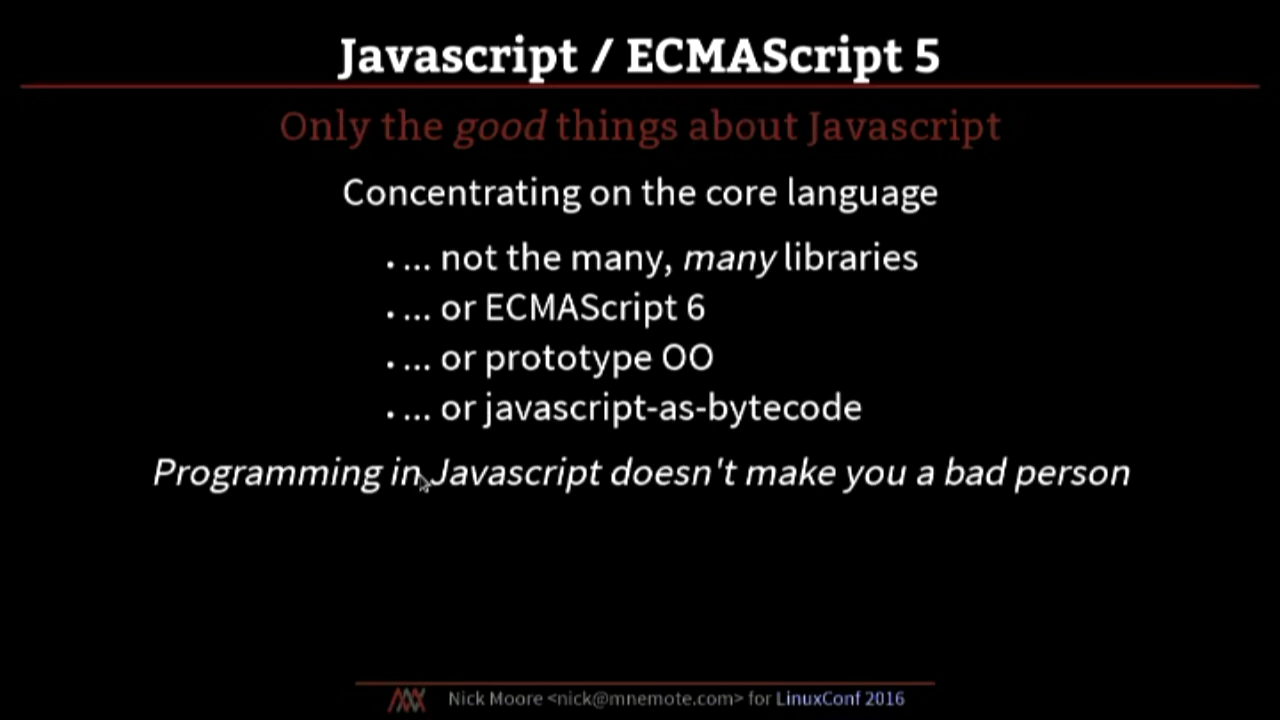 Javascript / ECMAScript 5
Only the good things about Javascript
Concentrating on the core language
• ... not the many, many libraries
• ... or ECMAScript 6
• ... or prototype OO
• ... or javascript-as-bytecode
Programming in Javascript doesn't make you a bad person
Nick Moore <nick@mnemote.com> for LinuxConf 2016